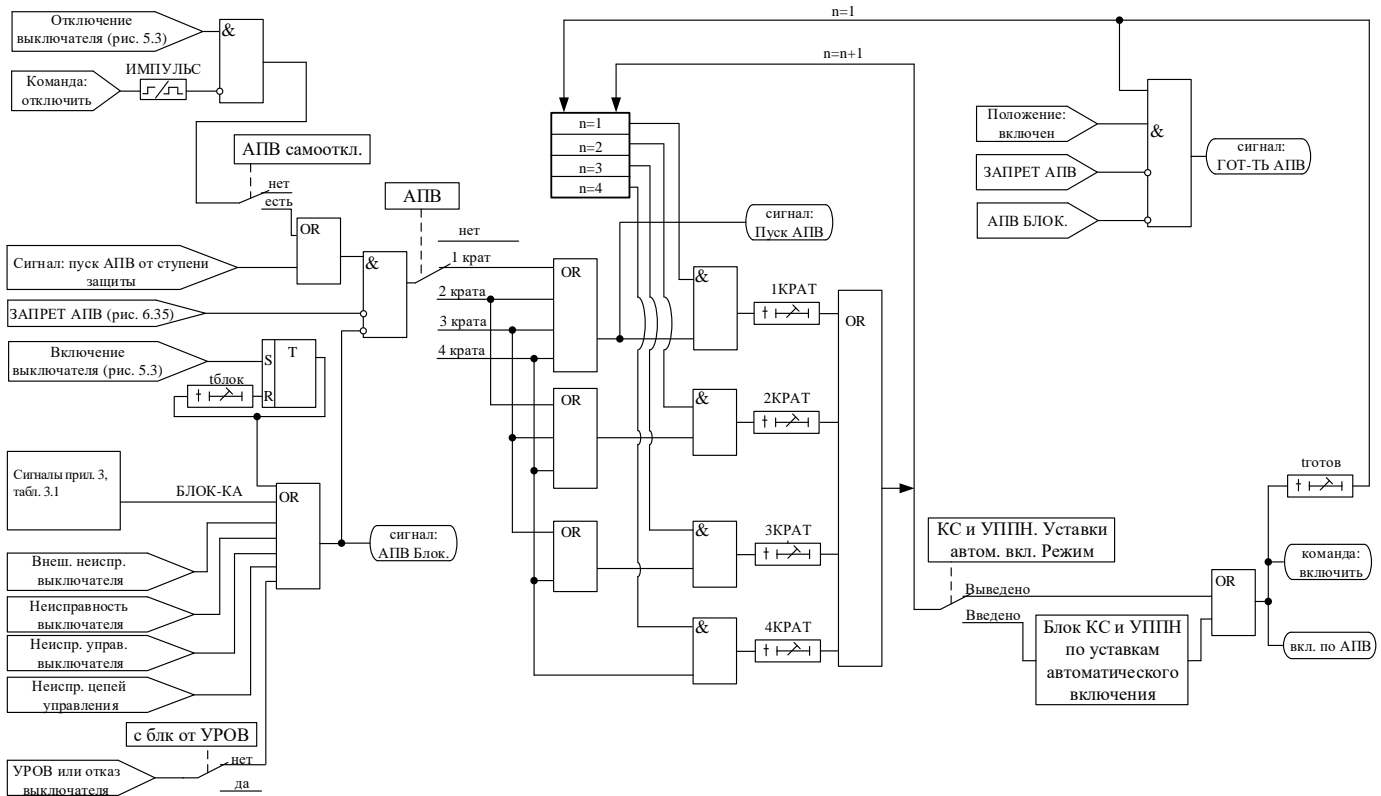 Отключение
выключателя (рис. 5.3)
&
ИМПУЛЬС
Команда:
отключить
АПВ самооткл.
нет
есть
OR
Сигнал: пуск АПВ от ступени
защиты
&
ЗАПРЕТ АПВ (рис. 6.35)
Включение
выключателя (рис. 5.3)
S
T
R
tблок
Сигналы прил. 3,
табл. 3.1
БЛОК-КА
OR
Внеш. неиспр.
выключателя
Неисправность
выключателя
Неиспр. управ.
выключателя
Неиспр. цепей
управления
с блк от УРОВ
нет
да
УРОВ или отказ
выключателя
сигнал:
АПВ Блок.
АПВ
нет
1 крат
2 крата
3 крата
4 крата
OR
OR
OR
n=1
n=n+1
n=1
n=2
n=3
n=4
сигнал:
Пуск АПВ
&
1КРАТ
&
2КРАТ
&
3КРАТ
&
4КРАТ
OR
Положение:
включен
ЗАПРЕТ АПВ
АПВ БЛОК.
&
сигнал:
ГОТ-ТЬ АПВ
КС и УППН. Уставки
автом. вкл. Режим
Выведено
Введено
Блок КС и УППН
по уставкам
автоматического
включения
OR
tготов
команда:
включить
вкл. по АПВ